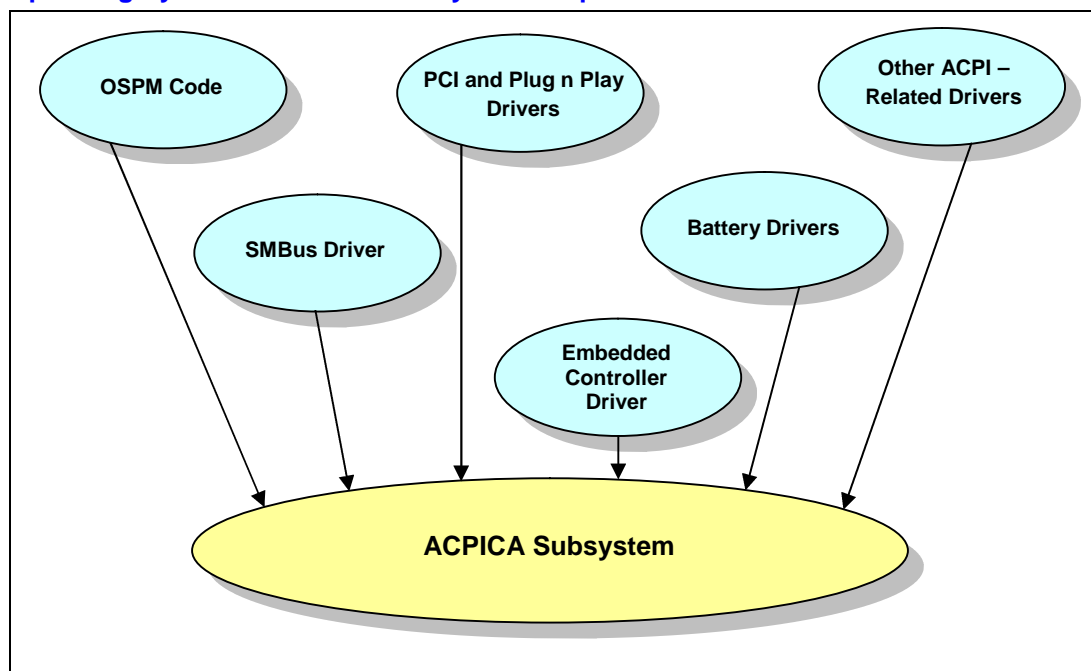 OSPM Code
PCI and Plug n Play
Drivers
Other ACPI –
Related Drivers
SMBus Driver
Battery Drivers
Embedded
Controller
Driver
ACPICA Subsystem